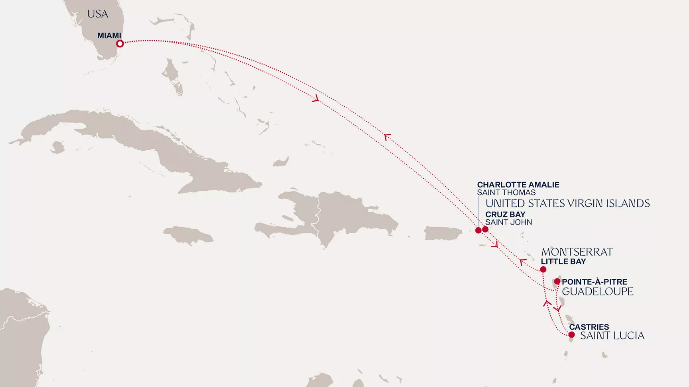 USA
MIAMI
CHARLOTTE AMALIE
SAINT THOMAS
UNITED STATES VIRGIN ISLANDS
CRUZ BAY
SAINT JOHN
MONTSERRAT
LITTLE BAY
POINTE-À-PITRE
GUADELOUPE
CASTRIES
SAINT LUCIA